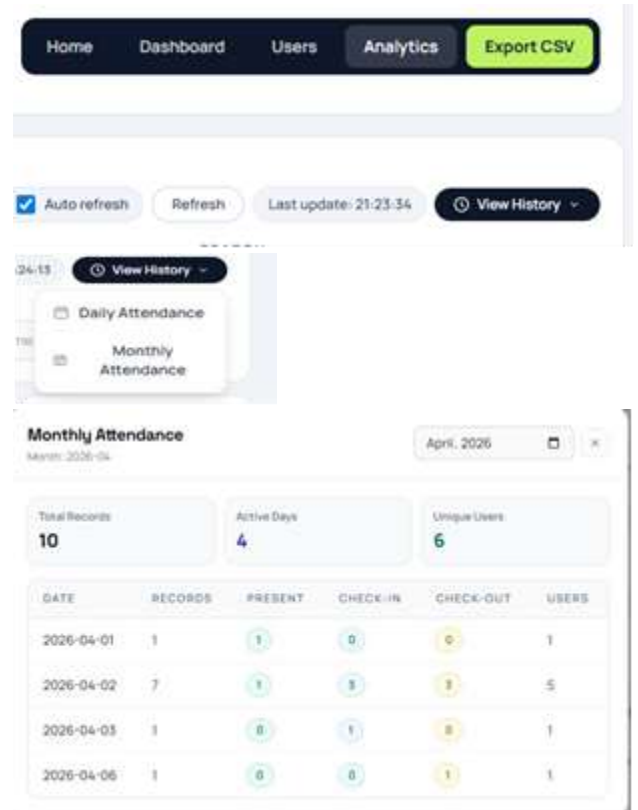 Home Dashboard Users Analytics Export CSV
Auto refresh Refresh Last update: 21:23:34 View History
24:13 View History
Daily Attendance
Monthly
Attendance
Monthly Attendance
Month: 2026-04
April, 2026
Total Records Active Days Unique Users
10 4 6
DATE RECORDS PRESENT CHECK-IN CHECK-OUT USERS
2026-04-01 1 1 0 0 1
2026-04-02 7 1 3 3 5
2026-04-03 1 0 1 0 1
2026-04-06 1 0 0 1 1